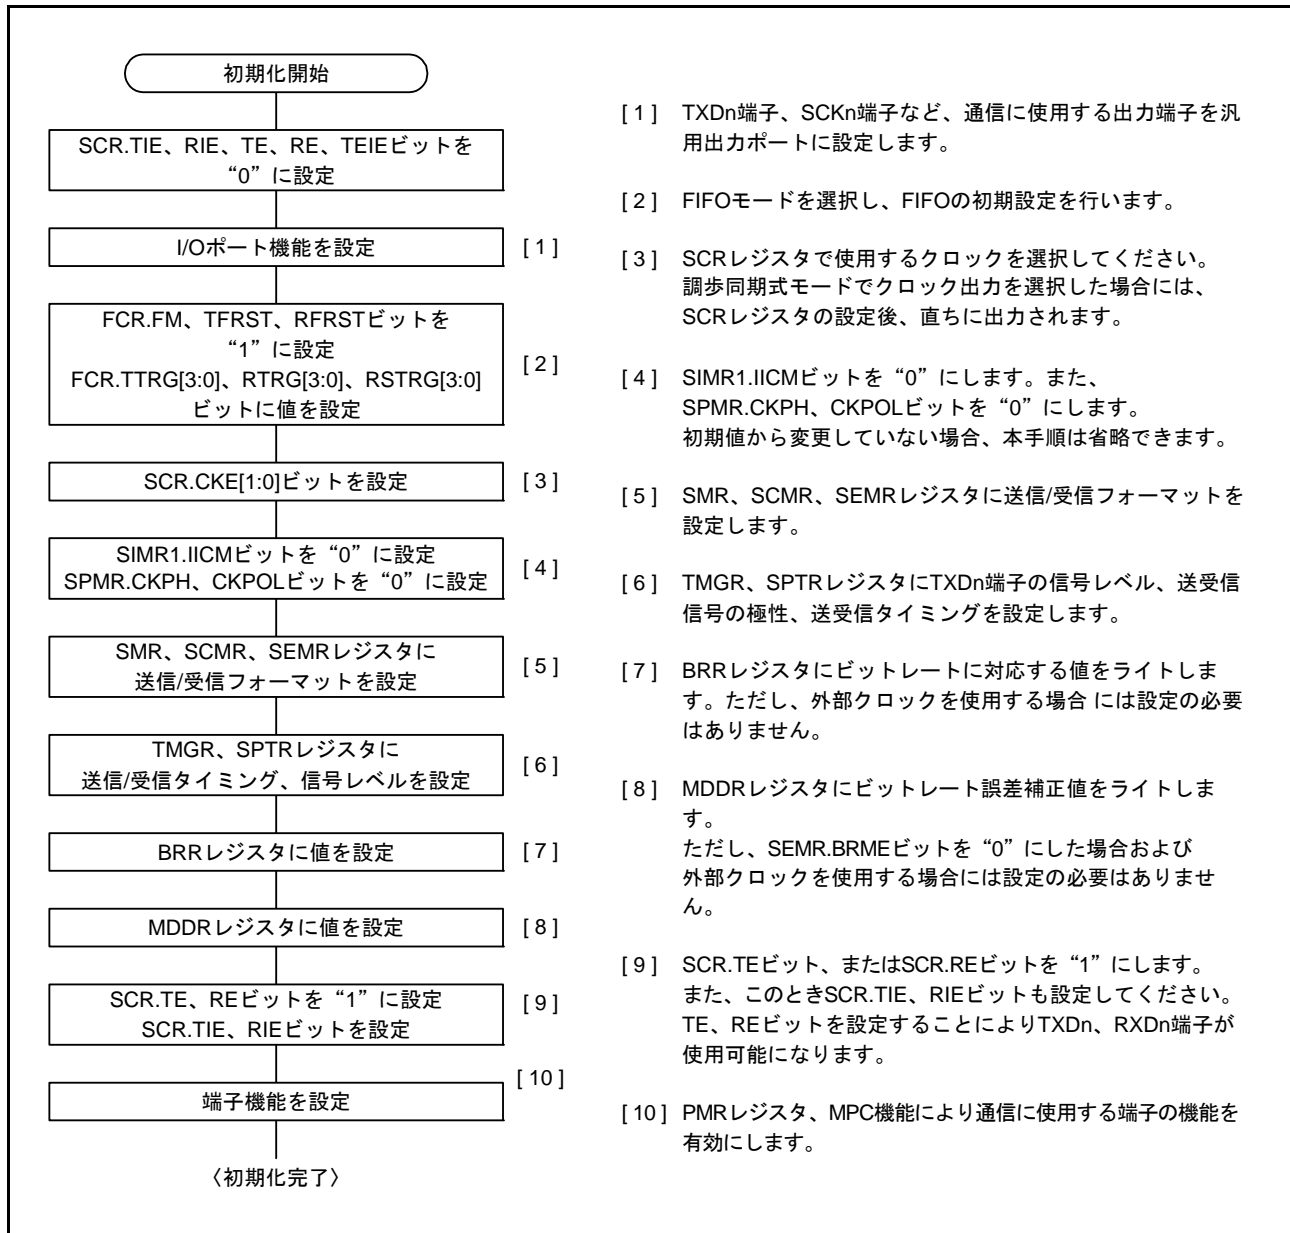 初期化開始
SCR.TIE、RIE、TE、RE、TEIEビットを
“0”に設定
I/Oポート機能を設定
[ 1 ]
FCR.FM、TFRST、RFRSTビットを
“1”に設定
FCR.TTRG[3:0]、RTRG[3:0]、RSTRG[3:0]
ビットに値を設定
[ 2 ]
SCR.CKE[1:0]ビットを設定
[ 3 ]
SIMR1.IICMビットを“0”に設定
SPMR.CKPH、CKPOLビットを“0”に設定
[ 4 ]
SMR、SCMR、SEMRレジスタに
送信/受信フォーマットを設定
[ 5 ]
TMGR、SPTRレジスタに
送信/受信タイミング、信号レベルを設定
[ 6 ]
BRRレジスタに値を設定
[ 7 ]
MDDRレジスタに値を設定
[ 8 ]
SCR.TE、REビットを“1”に設定
SCR.TIE、RIEビットを設定
[ 9 ]
端子機能を設定
[ 10 ]
〈初期化完了〉
[ 1 ] TXDn端子、SCKn端子など、通信に使用する出力端子を汎
用出力ポートに設定します。
[ 2 ] FIFOモードを選択し、FIFOの初期設定を行います。
[ 3 ] SCRレジスタで使用するクロックを選択してください。
調歩同期式モードでクロック出力を選択した場合には、
SCRレジスタの設定後、直ちに出力されます。
[ 4 ] SIMR1.IICMビットを“0”にします。また、
SPMR.CKPH、CKPOLビットを“0”にします。
初期値から変更していない場合、本手順は省略できます。
[ 5 ] SMR、SCMR、SEMRレジスタに送信/受信フォーマットを
設定します。
[ 6 ] TMGR、SPTRレジスタにTXDn端子の信号レベル、送受信
信号の極性、送受信タイミングを設定します。
[ 7 ] BRRレジスタにビットレートに対応する値をライトしま
す。ただし、外部クロックを使用する場合 には設定の必要
はありません。
[ 8 ] MDDRレジスタにビットレート誤差補正値をライトしま
す。
ただし、SEMR.BRMEビットを“0”にした場合および
外部クロックを使用する場合には設定の必要はありませ
ん。
[ 9 ] SCR.TEビット、またはSCR.REビットを“1”にします。
また、このときSCR.TIE、RIEビットも設定してください。
TE、REビットを設定することによりTXDn、RXDn端子が
使用可能になります。
[ 10 ] PMRレジスタ、MPC機能により通信に使用する端子の機能を
有効にします。